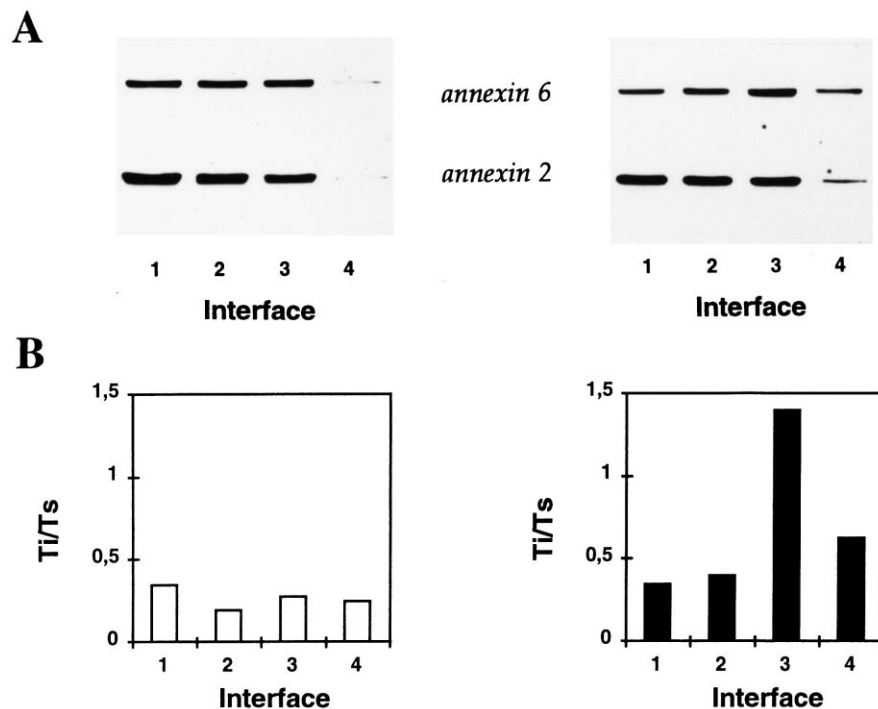 A
annexin 6
annexin 2
1 2 3 4
Interface
1 2 3 4
Interface
B
Ti/Ts
1,5
1
0,5
0
1 2 3 4
Interface
Ti/Ts
1,5
1
0,5
0
1 2 3 4
Interface